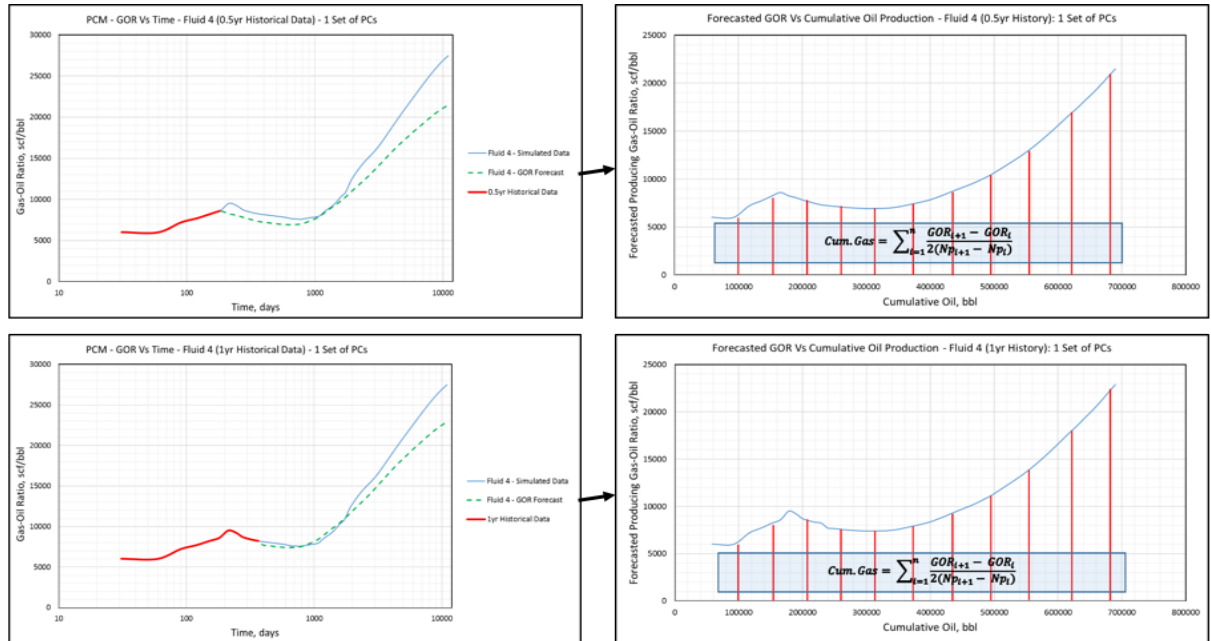 PCM - GOR Vs Time - Fluid 4 (0.5yr Historical Data) - 1 Set of PCs
30000
25000
20000
15000
10000
5000
0
10
100
1000
10000
Gas-Oil Ratio, scf/bbl
Time, days
Fluid 4 - Simulated Data
Fluid 4 - GOR Forecast
0.5yr Historical Data
Forecasted GOR Vs Cumulative Oil Production - Fluid 4 (0.5yr History): 1 Set of PCs
25000
20000
15000
10000
5000
0
0
100000
200000
300000
400000
500000
600000
700000
800000
Forecasted Producing Gas-Oil Ratio, scf/bbl
Cumulative Oil, bbl
Cum. Gas = ∑ⁿᵢ₌₁ (GORᵢ₊₁ − GORᵢ) / 2(Npᵢ₊₁ − Npᵢ)
PCM - GOR Vs Time - Fluid 4 (1yr Historical Data) - 1 Set of PCs
30000
25000
20000
15000
10000
5000
0
10
100
1000
10000
Gas-Oil Ratio, scf/bbl
Time, days
Fluid 4 - Simulated Data
Fluid 4 - GOR Forecast
1yr Historical Data
Forecasted GOR Vs Cumulative Oil Production - Fluid 4 (1yr History): 1 Set of PCs
25000
20000
15000
10000
5000
0
0
100000
200000
300000
400000
500000
600000
700000
800000
Forecasted Producing Gas-Oil Ratio, scf/bbl
Cumulative Oil, bbl
Cum. Gas = ∑ⁿᵢ₌₁ (GORᵢ₊₁ − GORᵢ) / 2(Npᵢ₊₁ − Npᵢ)